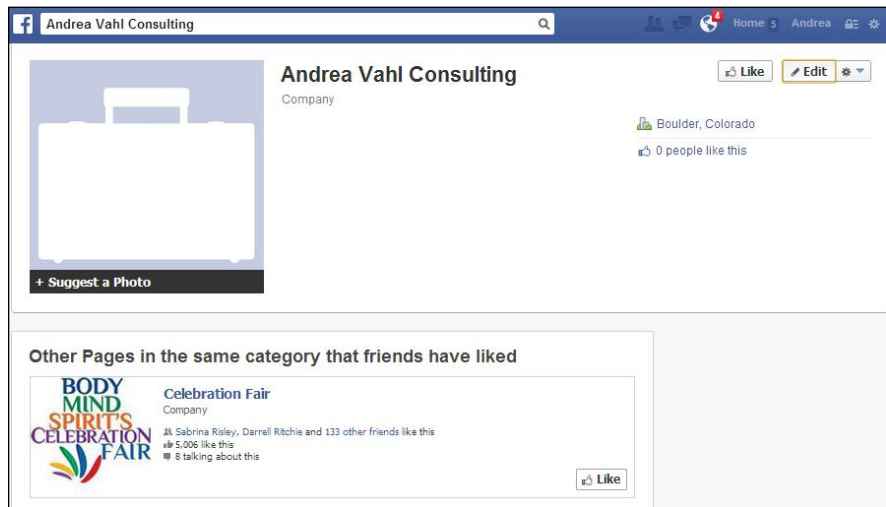 f Andrea Vahl Consulting
4
Home 5 Andrea
Andrea Vahl Consulting
Company
Like
Edit
Boulder, Colorado
0 people like this
+ Suggest a Photo
Other Pages in the same category that friends have liked
BODY
MIND
SPIRIT'S
CELEBRATION
FAIR
Celebration Fair
Company
Sabrina Risley, Darrell Ritchie and 133 other friends like this
5,006 like this
8 talking about this
Like